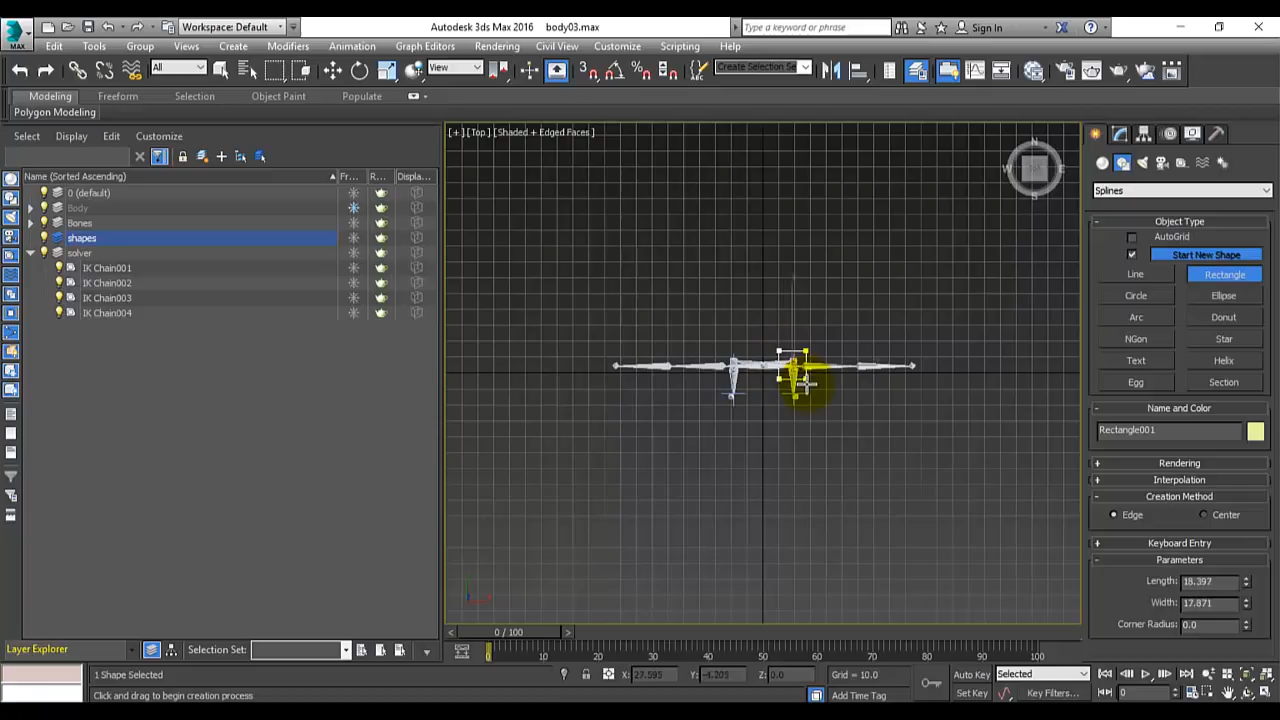 Workspace: Default
Autodesk 3ds Max 2016 body03.max
Type a keyword or phrase
Sign In
MAX
Edit Tools Group Views Create Modifiers Animation Graph Editors Rendering Civil View Customize Scripting Help
All
View
Create Selection Se
Modeling Freeform Selection Object Paint Populate
Polygon Modeling
Select Display Edit Customize
Name (Sorted Ascending) Fr... R... Displa...
0 (default)
Body
Bones
shapes
solver
IK Chain001
IK Chain002
IK Chain003
IK Chain004
[+] [Top] [Shaded + Edged Faces]
N
W E
S
Splines
Object Type
AutoGrid
Start New Shape
Line Rectangle
Circle Ellipse
Arc Donut
NGon Star
Text Helix
Egg Section
Name and Color
Rectangle001
Rendering
Interpolation
Creation Method
Edge Center
Keyboard Entry
Parameters
Length: 18.397
Width: 17.871
Corner Radius: 0.0
0 / 100
Layer Explorer
Selection Set:
0 10 20 30 40 50 60 70 80 90 100
1 Shape Selected
X: 27.595 Y: -4.205 Z: 0.0 Grid = 10.0
Auto Key Selected
Click and drag to begin creation process
Add Time Tag
Set Key Key Filters... 0